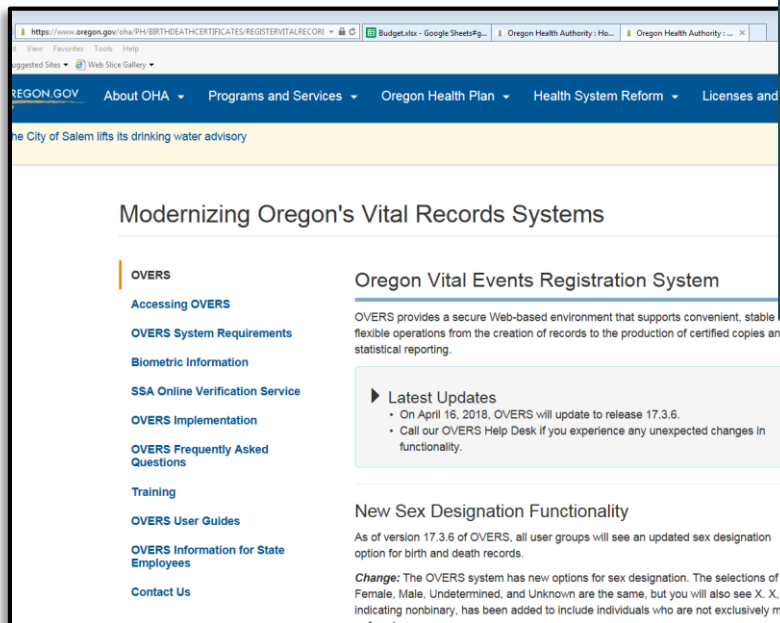 https://www.oregon.gov/oha/PH/BIRTHDEATHCERTIFICATES/REGISTERVITALRECORI
Budget.xlsx - Google Sheets#g...
Oregon Health Authority : Ho...
Oregon Health Authority : ...
View Favorites Tools Help
uggested Sites Web Slice Gallery
REGON.GOV About OHA Programs and Services Oregon Health Plan Health System Reform Licenses and
he City of Salem lifts its drinking water advisory
Modernizing Oregon's Vital Records Systems
OVERS
Accessing OVERS
OVERS System Requirements
Biometric Information
SSA Online Verification Service
OVERS Implementation
OVERS Frequently Asked
Questions
Training
OVERS User Guides
OVERS Information for State
Employees
Contact Us
Oregon Vital Events Registration System
OVERS provides a secure Web-based environment that supports convenient, stable
flexible operations from the creation of records to the production of certified copies an
statistical reporting.
Latest Updates
• On April 16, 2018, OVERS will update to release 17.3.6.
• Call our OVERS Help Desk if you experience any unexpected changes in
functionality.
New Sex Designation Functionality
As of version 17.3.6 of OVERS, all user groups will see an updated sex designation
option for birth and death records.
Change: The OVERS system has new options for sex designation. The selections of
Female, Male, Undetermined, and Unknown are the same, but you will also see X. X,
indicating nonbinary, has been added to include individuals who are not exclusively m